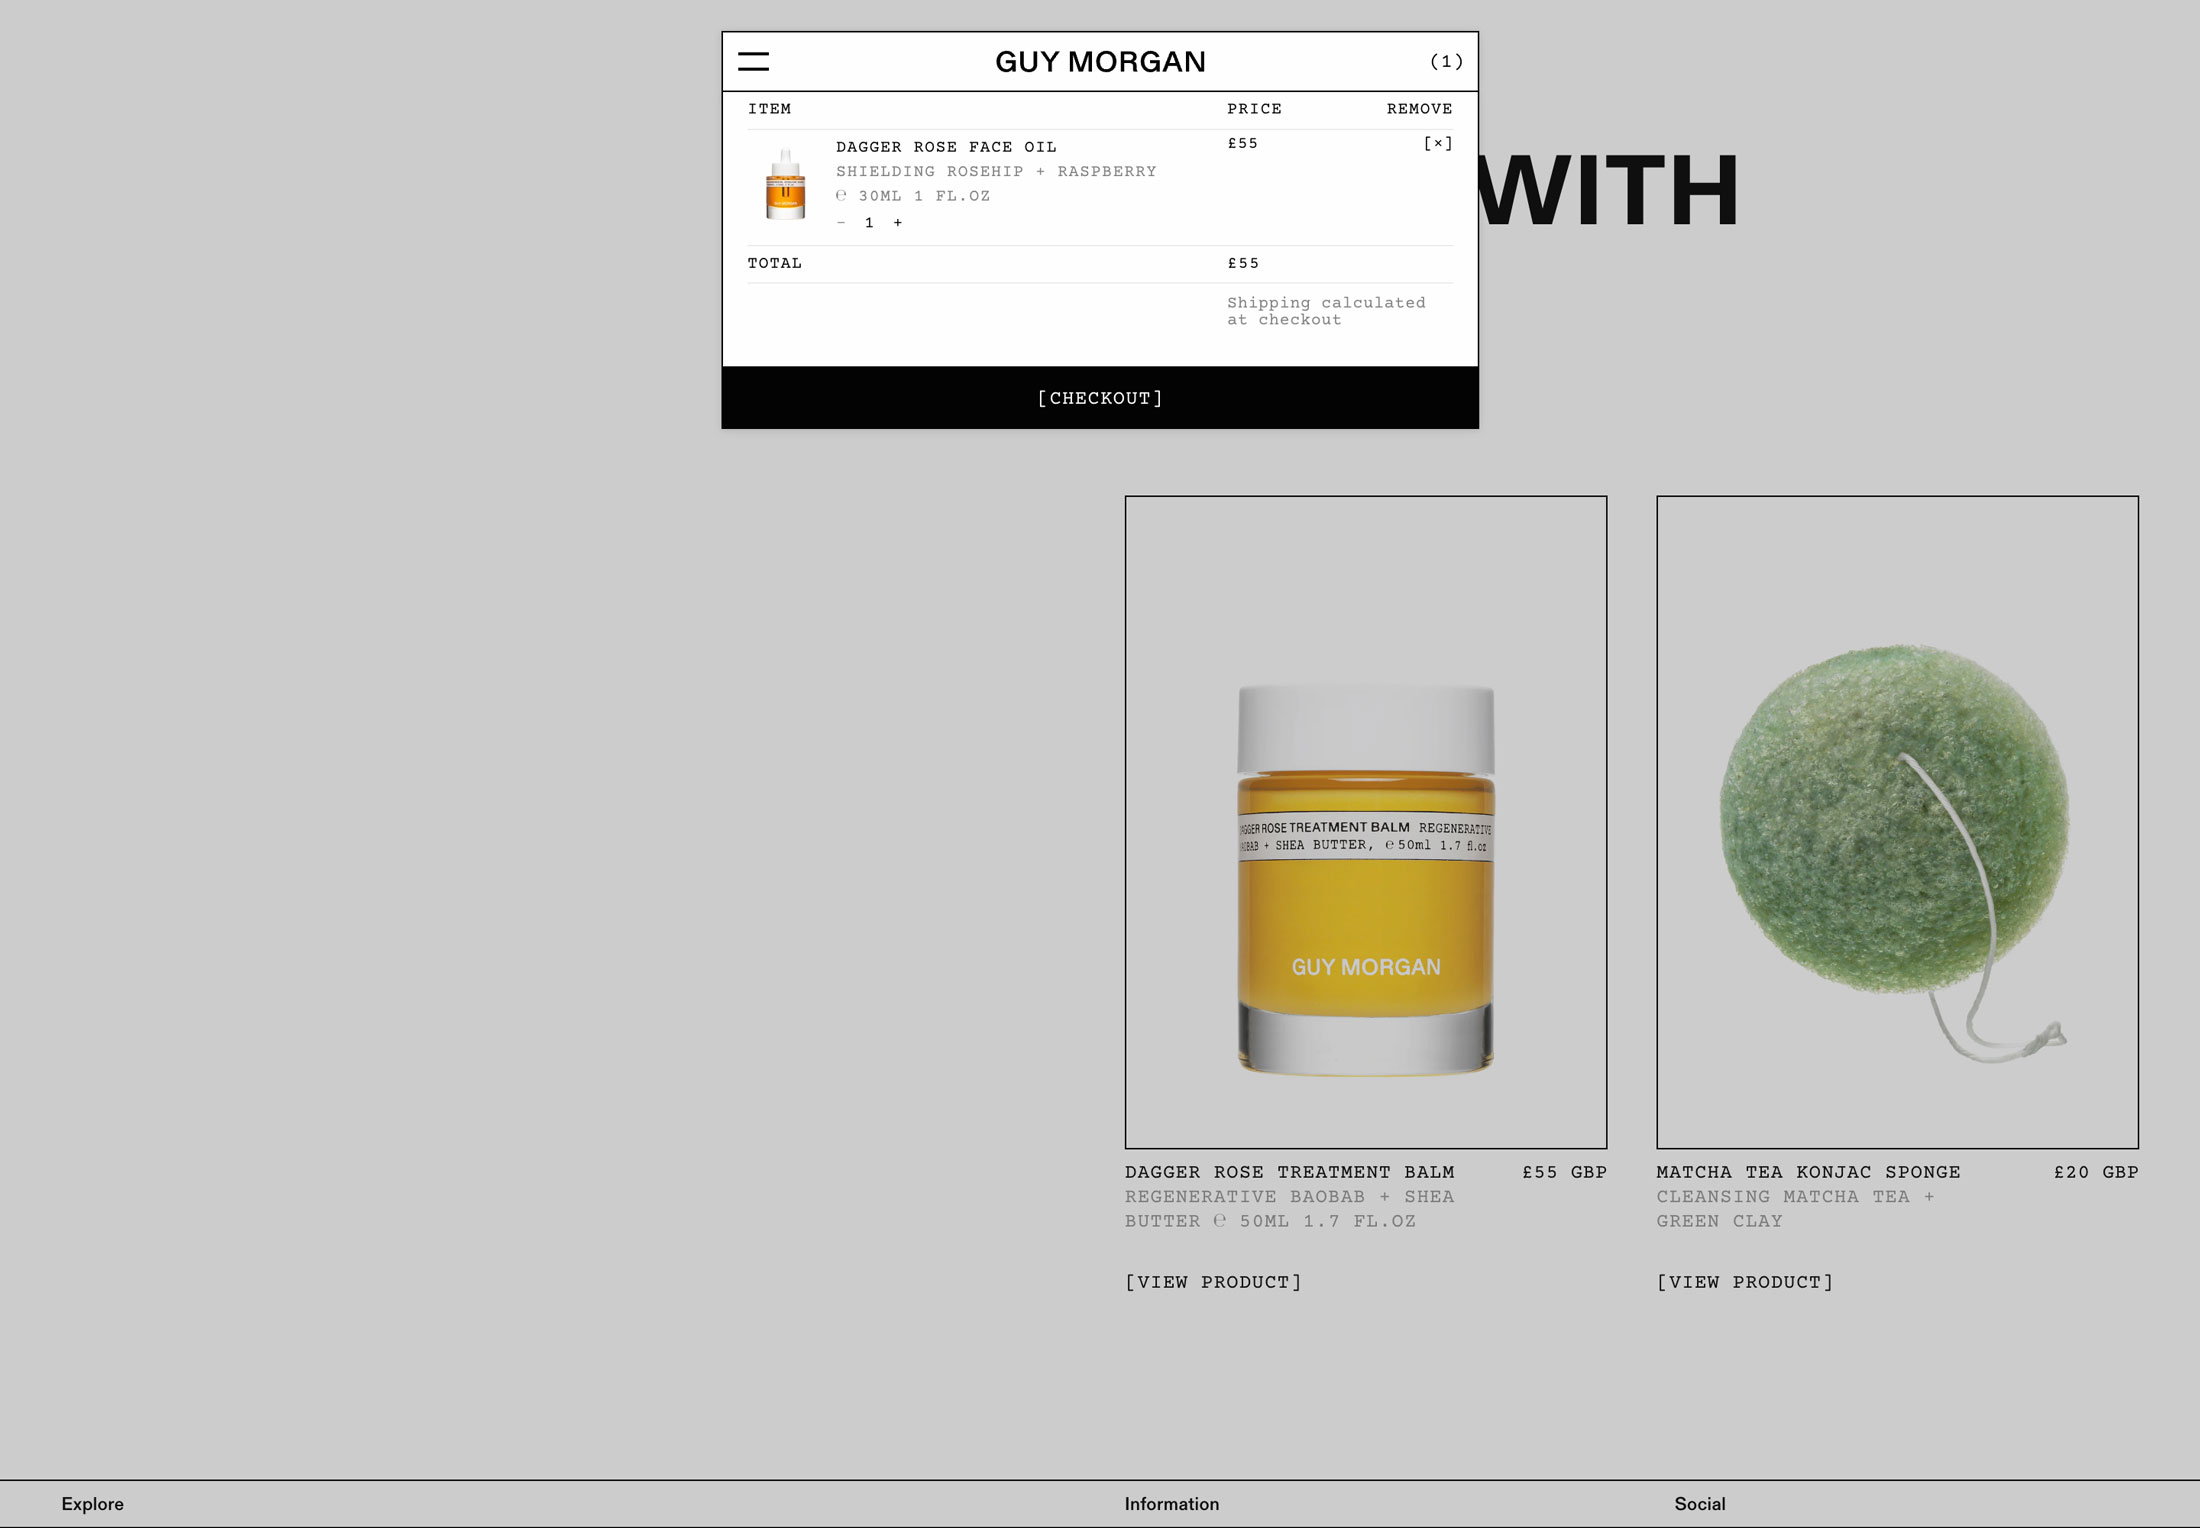 GUY MORGAN
(1)
ITEM PRICE REMOVE
DAGGER ROSE FACE OIL £55 [×]
SHIELDING ROSEHIP + RASPBERRY
℮ 30ML 1 FL.OZ
− 1 +
TOTAL £55
Shipping calculated
at checkout
[CHECKOUT]
WITH
DAGGER ROSE TREATMENT BALM REGENERATIVE
BAOBAB + SHEA BUTTER, ℮ 50ml 1.7 fl.oz
GUY MORGAN
DAGGER ROSE TREATMENT BALM £55 GBP
REGENERATIVE BAOBAB + SHEA
BUTTER ℮ 50ML 1.7 FL.OZ
[VIEW PRODUCT]
MATCHA TEA KONJAC SPONGE £20 GBP
CLEANSING MATCHA TEA +
GREEN CLAY
[VIEW PRODUCT]
Explore
Information
Social